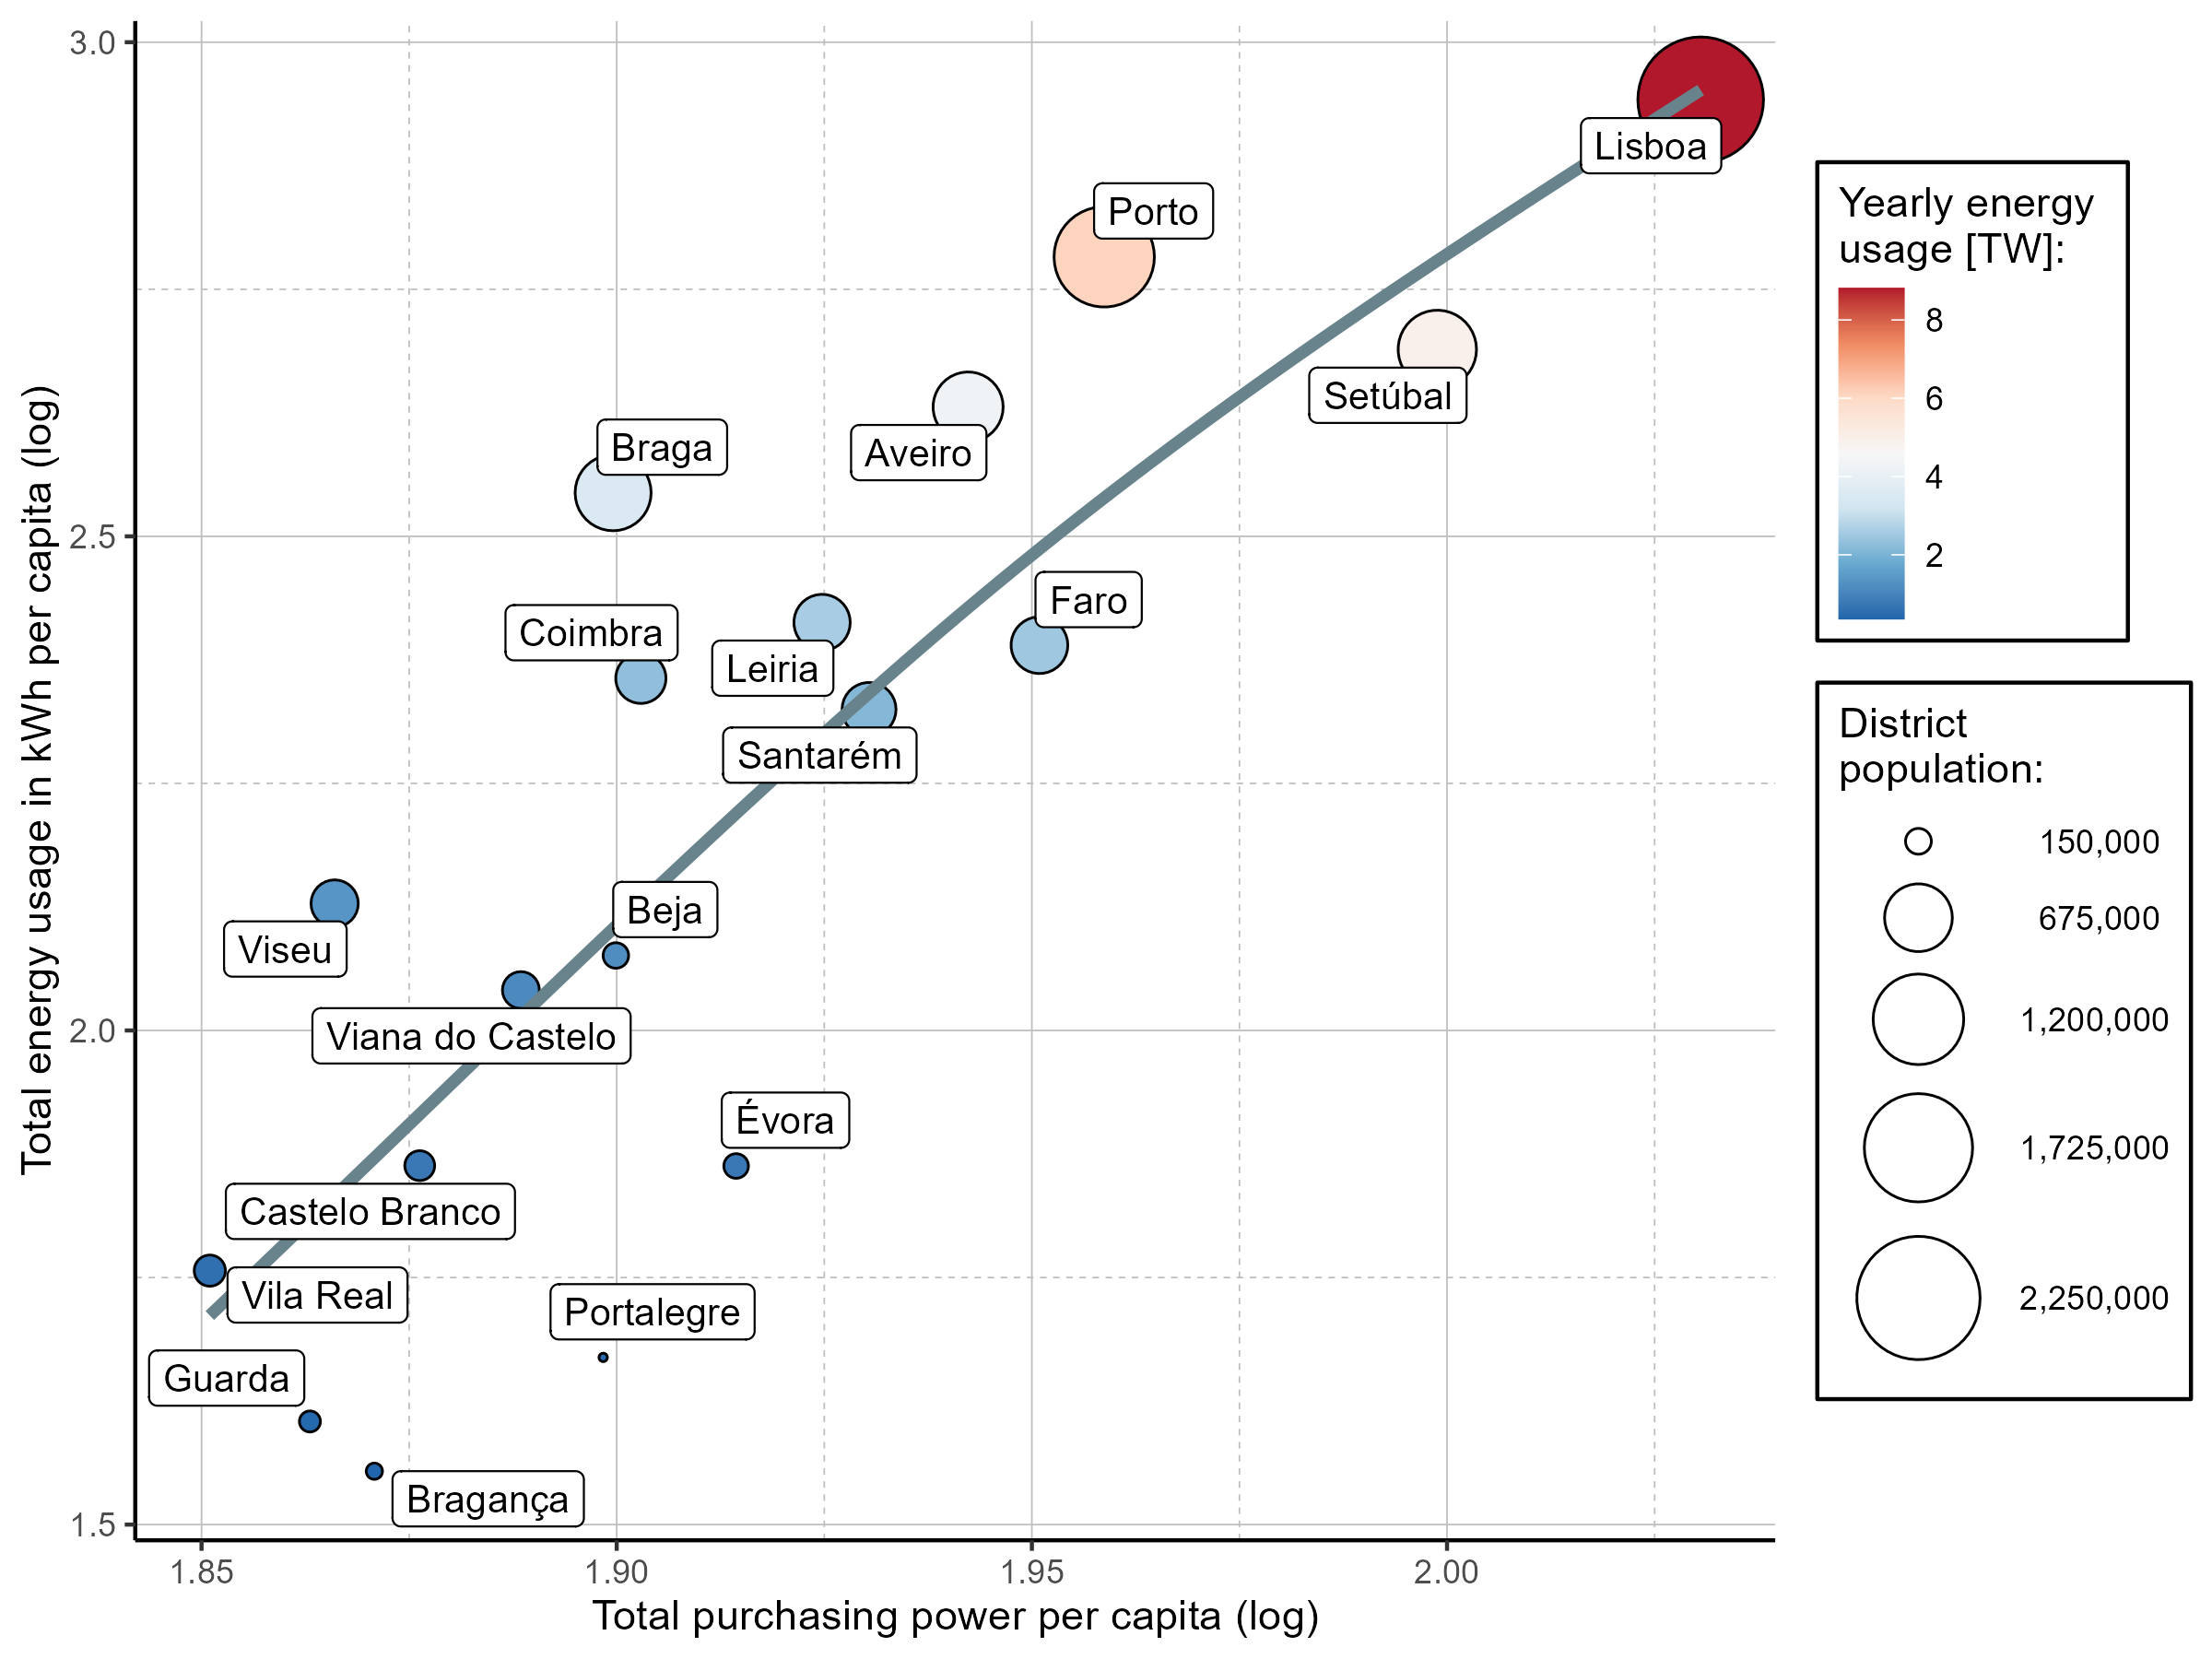 3.0
2.5
2.0
1.5
Total energy usage in kWh per capita (log)
Lisboa
Porto
Setúbal
Braga
Aveiro
Faro
Coimbra
Leiria
Santarém
Beja
Viseu
Viana do Castelo
Évora
Castelo Branco
Vila Real
Portalegre
Guarda
Bragança
1.85
1.90
1.95
2.00
Total purchasing power per capita (log)
Yearly energy
usage [TW]:
8
6
4
2
District
population:
150,000
675,000
1,200,000
1,725,000
2,250,000